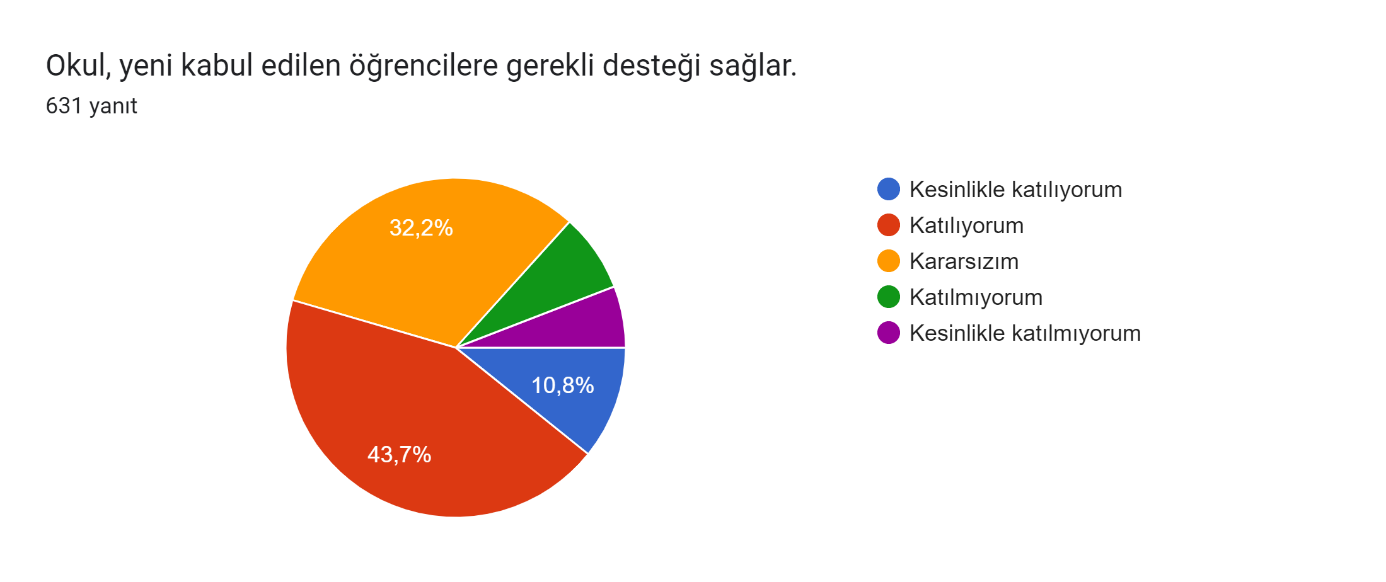 Okul, yeni kabul edilen öğrencilere gerekli desteği sağlar.
631 yanıt
Kesinlikle katılıyorum
Katılıyorum
Kararsızım
Katılmıyorum
Kesinlikle katılmıyorum
32,2%
10,8%
43,7%